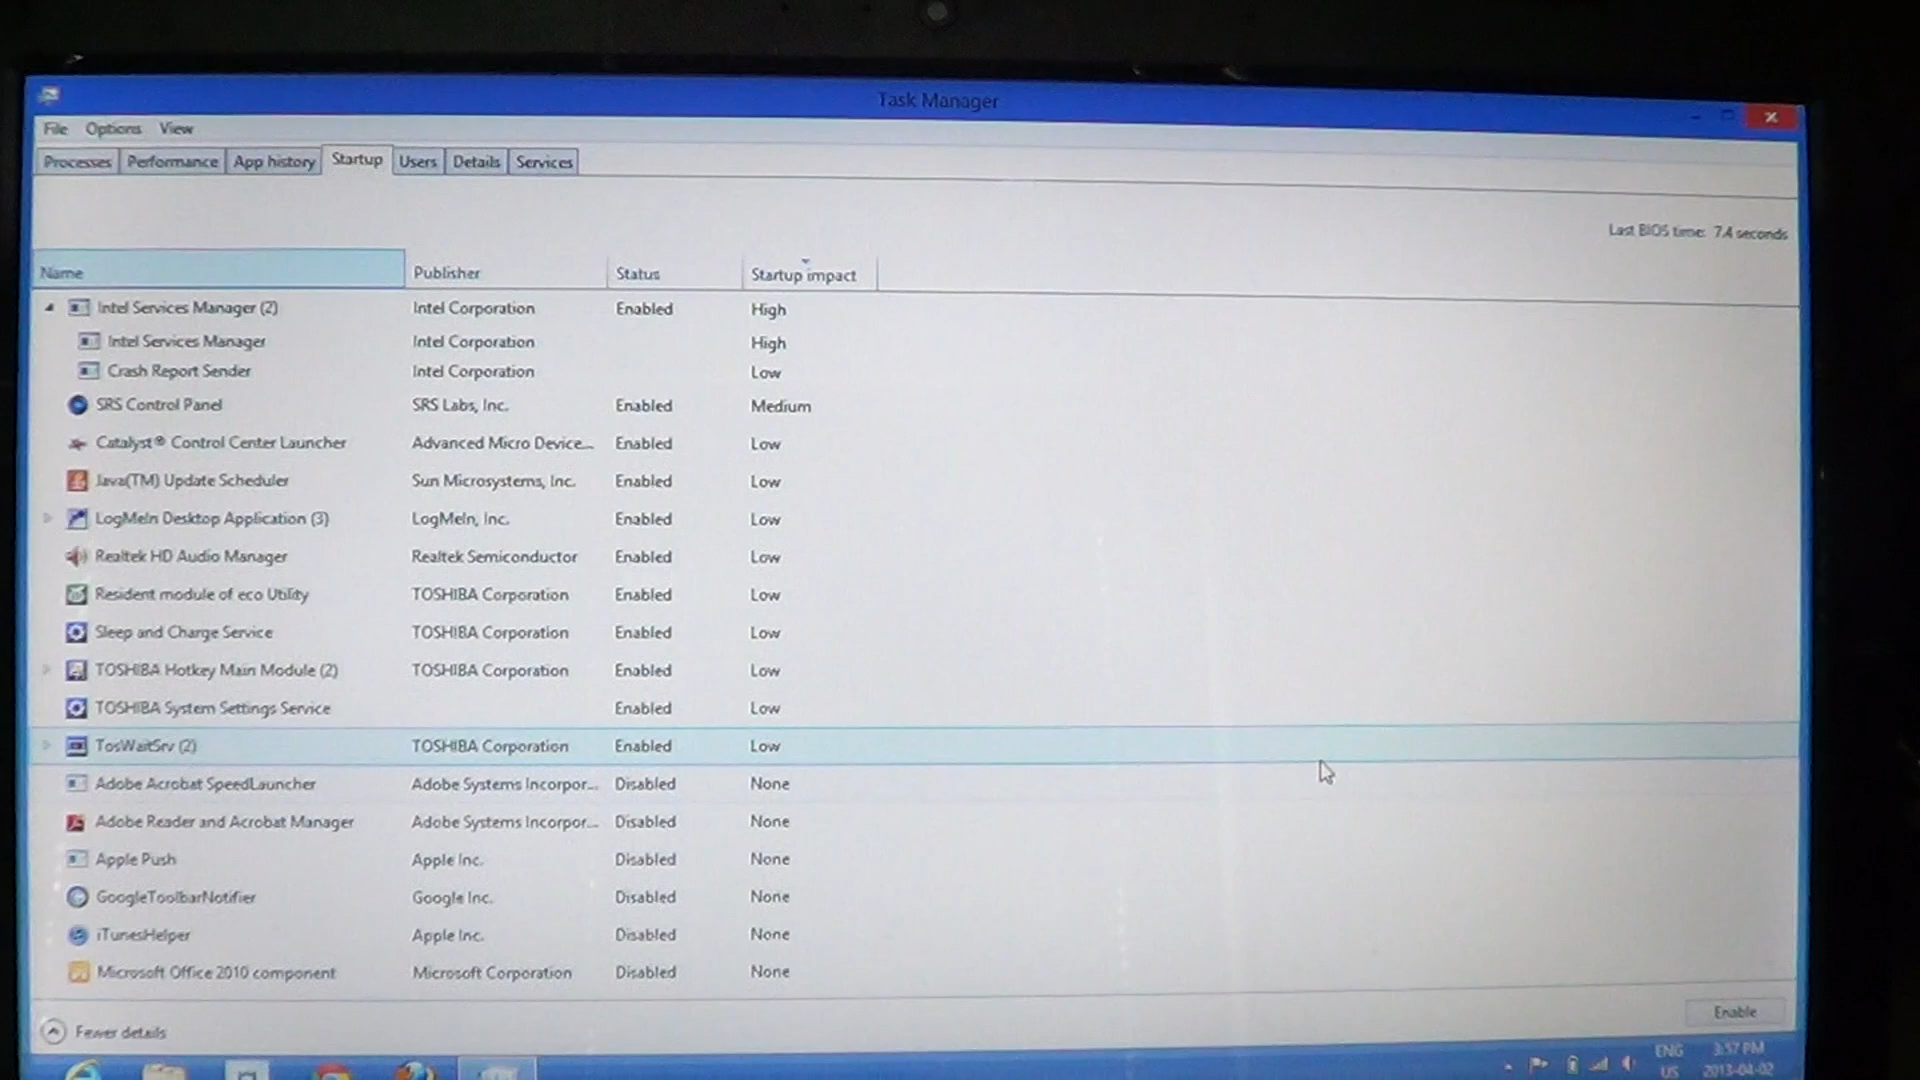 Task Manager
File Options View
Processes Performance App history Startup Users Details Services
Last BIOS time: 7.4 seconds
Name Publisher Status Startup impact
Intel Services Manager (2) Intel Corporation Enabled High
Intel Services Manager Intel Corporation High
Crash Report Sender Intel Corporation Low
SRS Control Panel SRS Labs, Inc. Enabled Medium
Catalyst® Control Center Launcher Advanced Micro Device... Enabled Low
Java(TM) Update Scheduler Sun Microsystems, Inc. Enabled Low
LogMeIn Desktop Application (3) LogMeIn, Inc. Enabled Low
Realtek HD Audio Manager Realtek Semiconductor Enabled Low
Resident module of eco Utility TOSHIBA Corporation Enabled Low
Sleep and Charge Service TOSHIBA Corporation Enabled Low
TOSHIBA Hotkey Main Module (2) TOSHIBA Corporation Enabled Low
TOSHIBA System Settings Service Enabled Low
TosWaitSrv (2) TOSHIBA Corporation Enabled Low
Adobe Acrobat SpeedLauncher Adobe Systems Incorpor... Disabled None
Adobe Reader and Acrobat Manager Adobe Systems Incorpor... Disabled None
Apple Push Apple Inc. Disabled None
GoogleToolbarNotifier Google Inc. Disabled None
iTunesHelper Apple Inc. Disabled None
Microsoft Office 2010 component Microsoft Corporation Disabled None
Enable
Fewer details
ENG 3:57 PM
US 2013-04-02